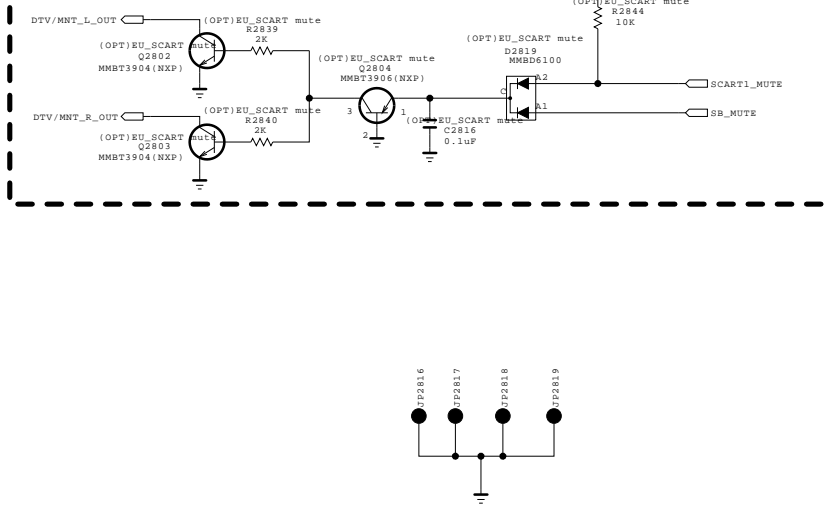 (OPT)EU_SCART mute
R2844
10K
DTV/MNT_L_OUT
(OPT)EU_SCART mute
R2839
2K
(OPT)EU_SCART mute
Q2802
MMBT3904(NXP)
(OPT)EU_SCART mute
Q2804
MMBT3906(NXP)
3
1
2
(OPT)EU_SCART mute
D2819
MMBD6100
A2
C
A1
SCART1_MUTE
SB_MUTE
DTV/MNT_R_OUT
(OPT)EU_SCART mute
R2840
2K
(OPT)EU_SCART mute
Q2803
MMBT3904(NXP)
(OPT)EU_SCART mute
C2816
0.1uF
JP2816
JP2817
JP2818
JP2819